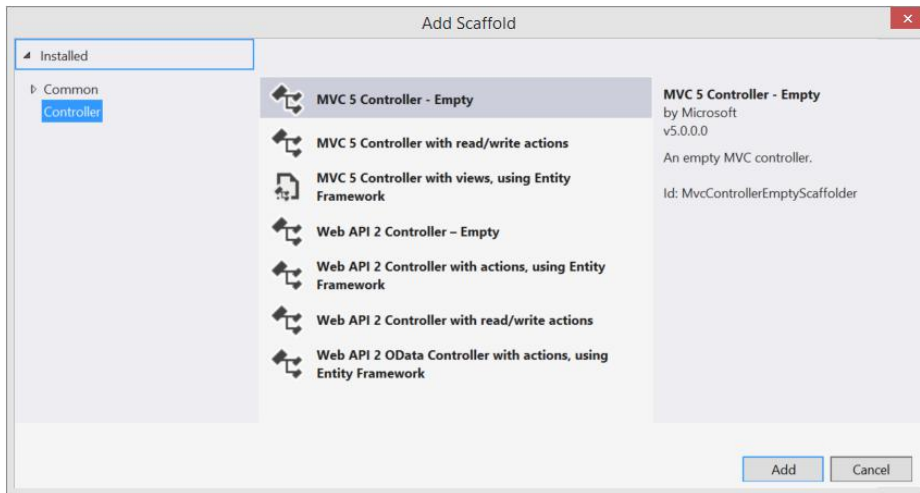 Add Scaffold
Installed
Common
Controller
MVC 5 Controller - Empty
MVC 5 Controller with read/write actions
MVC 5 Controller with views, using Entity
Framework
Web API 2 Controller – Empty
Web API 2 Controller with actions, using Entity
Framework
Web API 2 Controller with read/write actions
Web API 2 OData Controller with actions, using
Entity Framework
MVC 5 Controller - Empty
by Microsoft
v5.0.0.0
An empty MVC controller.
Id: MvcControllerEmptyScaffolder
Add
Cancel